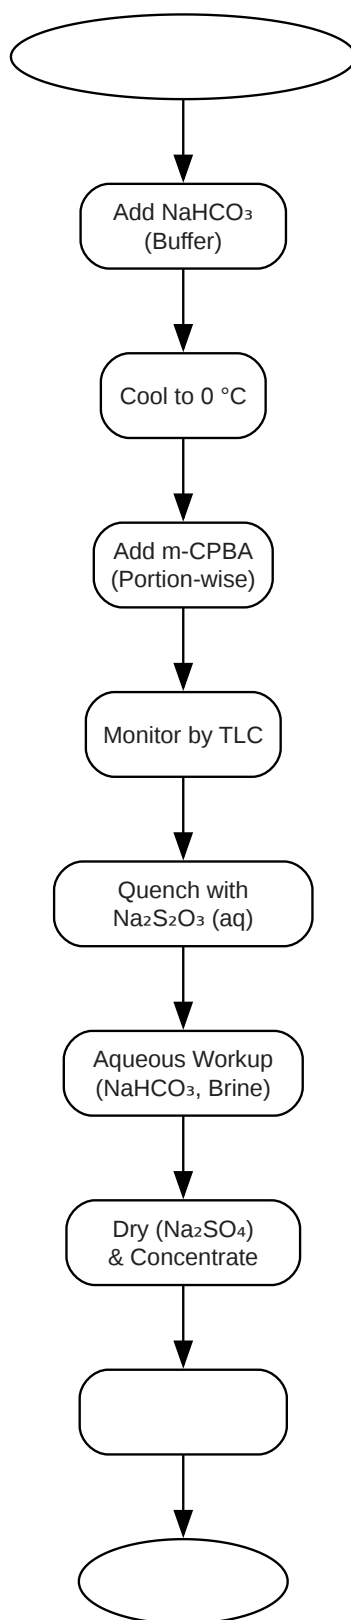 Add NaHCO₃
(Buffer)
Cool to 0 °C
Add m-CPBA
(Portion-wise)
Monitor by TLC
Quench with
Na₂S₂O₃ (aq)
Aqueous Workup
(NaHCO₃, Brine)
Dry (Na₂SO₄)
& Concentrate